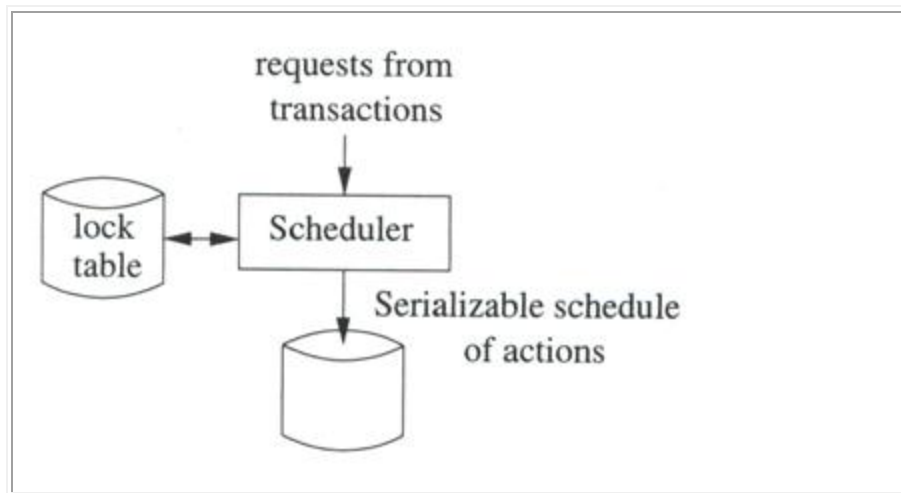 requests from
transactions
lock
table
Scheduler
Serializable schedule
of actions